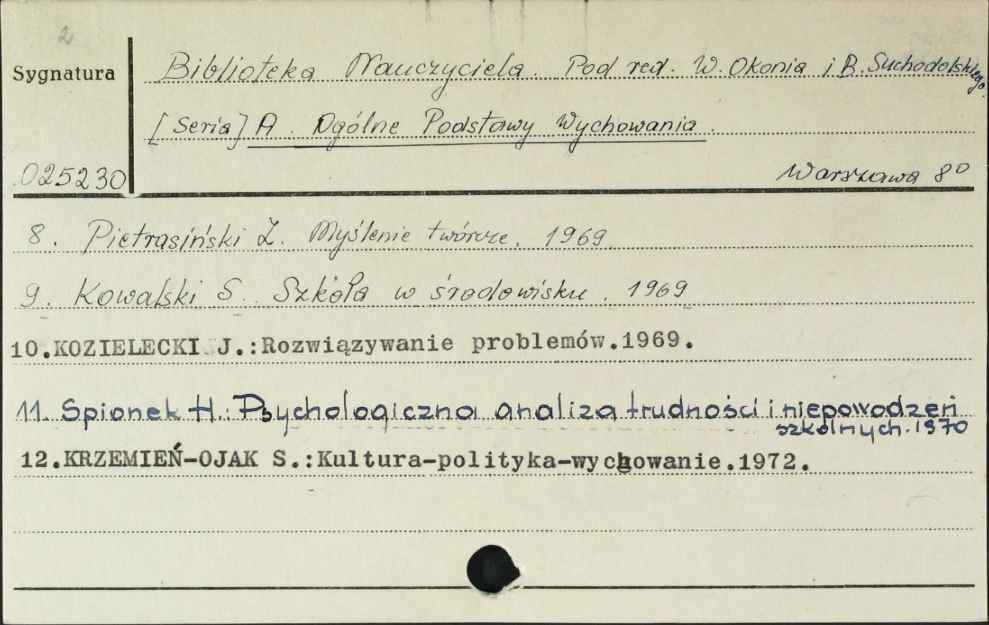 2
Sygnatura
Biblioteka Nauczyciela. Pod red. W. Okonia i B. Suchodolskiego.
[Seria] A. Ogólne Podstawy Wychowania.
025230
Warszawa 8º
8. Pietrasiński Z. Myślenie twórcze. 1969
9. Kowalski S. Szkoła w środowisku. 1969
10.KOZIELECKI J.:Rozwiązywanie problemów.1969.
11. Spionek H.: Psychologiczna analiza trudności i niepowodzeń
szkolnych. 1970
12.KRZEMIEŃ-OJAK S.:Kultura-polityka-wychowanie.1972.